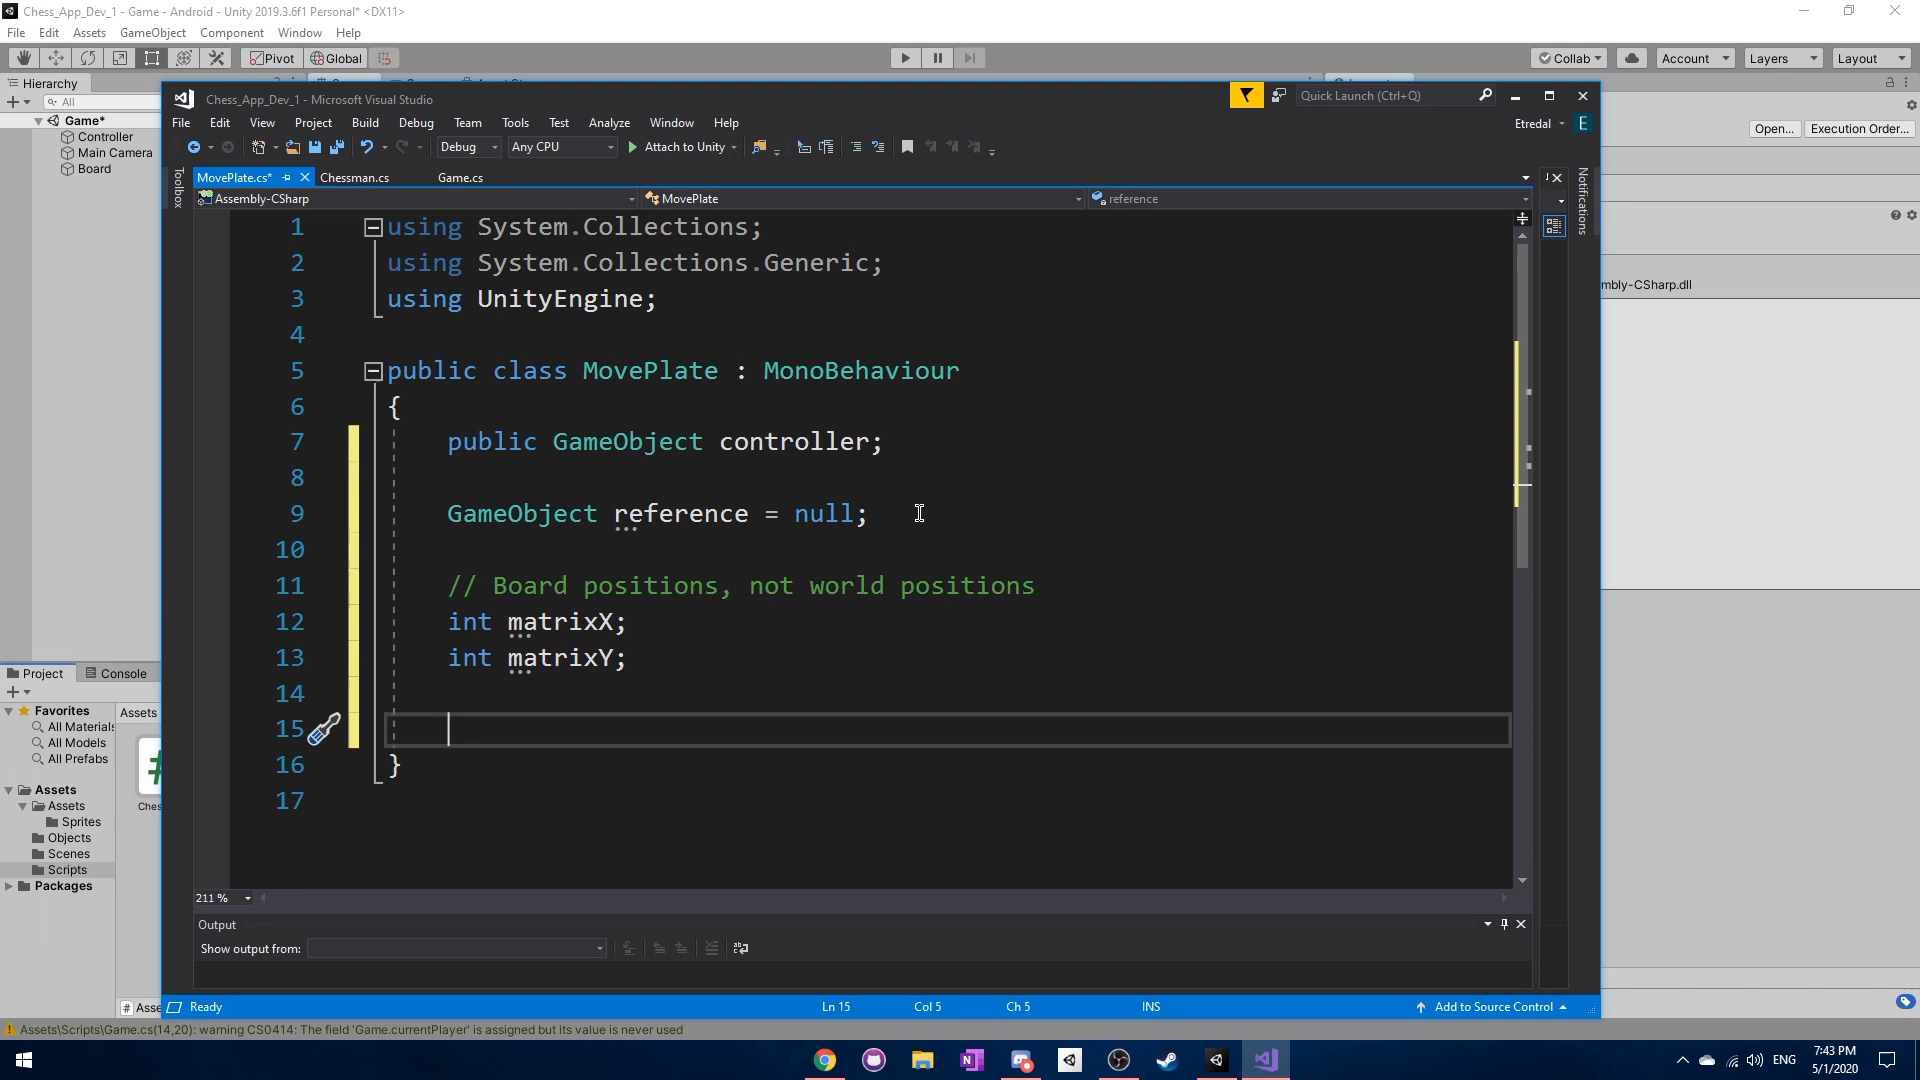 Chess_App_Dev_1 - Game - Android - Unity 2019.3.6f1 Personal* <DX11>
File Edit Assets GameObject Component Window Help
Pivot Global Collab Account Layers Layout
Hierarchy
All
Game*
Controller
Main Camera
Board
Open... Execution Order...
mbly-CSharp.dll
Chess_App_Dev_1 - Microsoft Visual Studio
Quick Launch (Ctrl+Q)
File Edit View Project Build Debug Team Tools Test Analyze Window Help
Etredal E
Debug Any CPU Attach to Unity
MovePlate.cs* Chessman.cs Game.cs
Toolbox
Notifications
Assembly-CSharp MovePlate reference
1 using System.Collections;
2 using System.Collections.Generic;
3 using UnityEngine;
4
5 public class MovePlate : MonoBehaviour
6 {
7 public GameObject controller;
8
9 GameObject reference = null;
10
11 // Board positions, not world positions
12 int matrixX;
13 int matrixY;
14
15
16 }
17
211 %
Output
Show output from:
Ready Ln 15 Col 5 Ch 5 INS Add to Source Control
Project Console
Favorites
All Materials
All Models
All Prefabs
Assets
Assets
Sprites
Objects
Scenes
Scripts
Packages
Assets
#
Ches
# Asse
Assets\Scripts\Game.cs(14,20): warning CS0414: The field 'Game.currentPlayer' is assigned but its value is never used
ENG
7:43 PM
5/1/2020